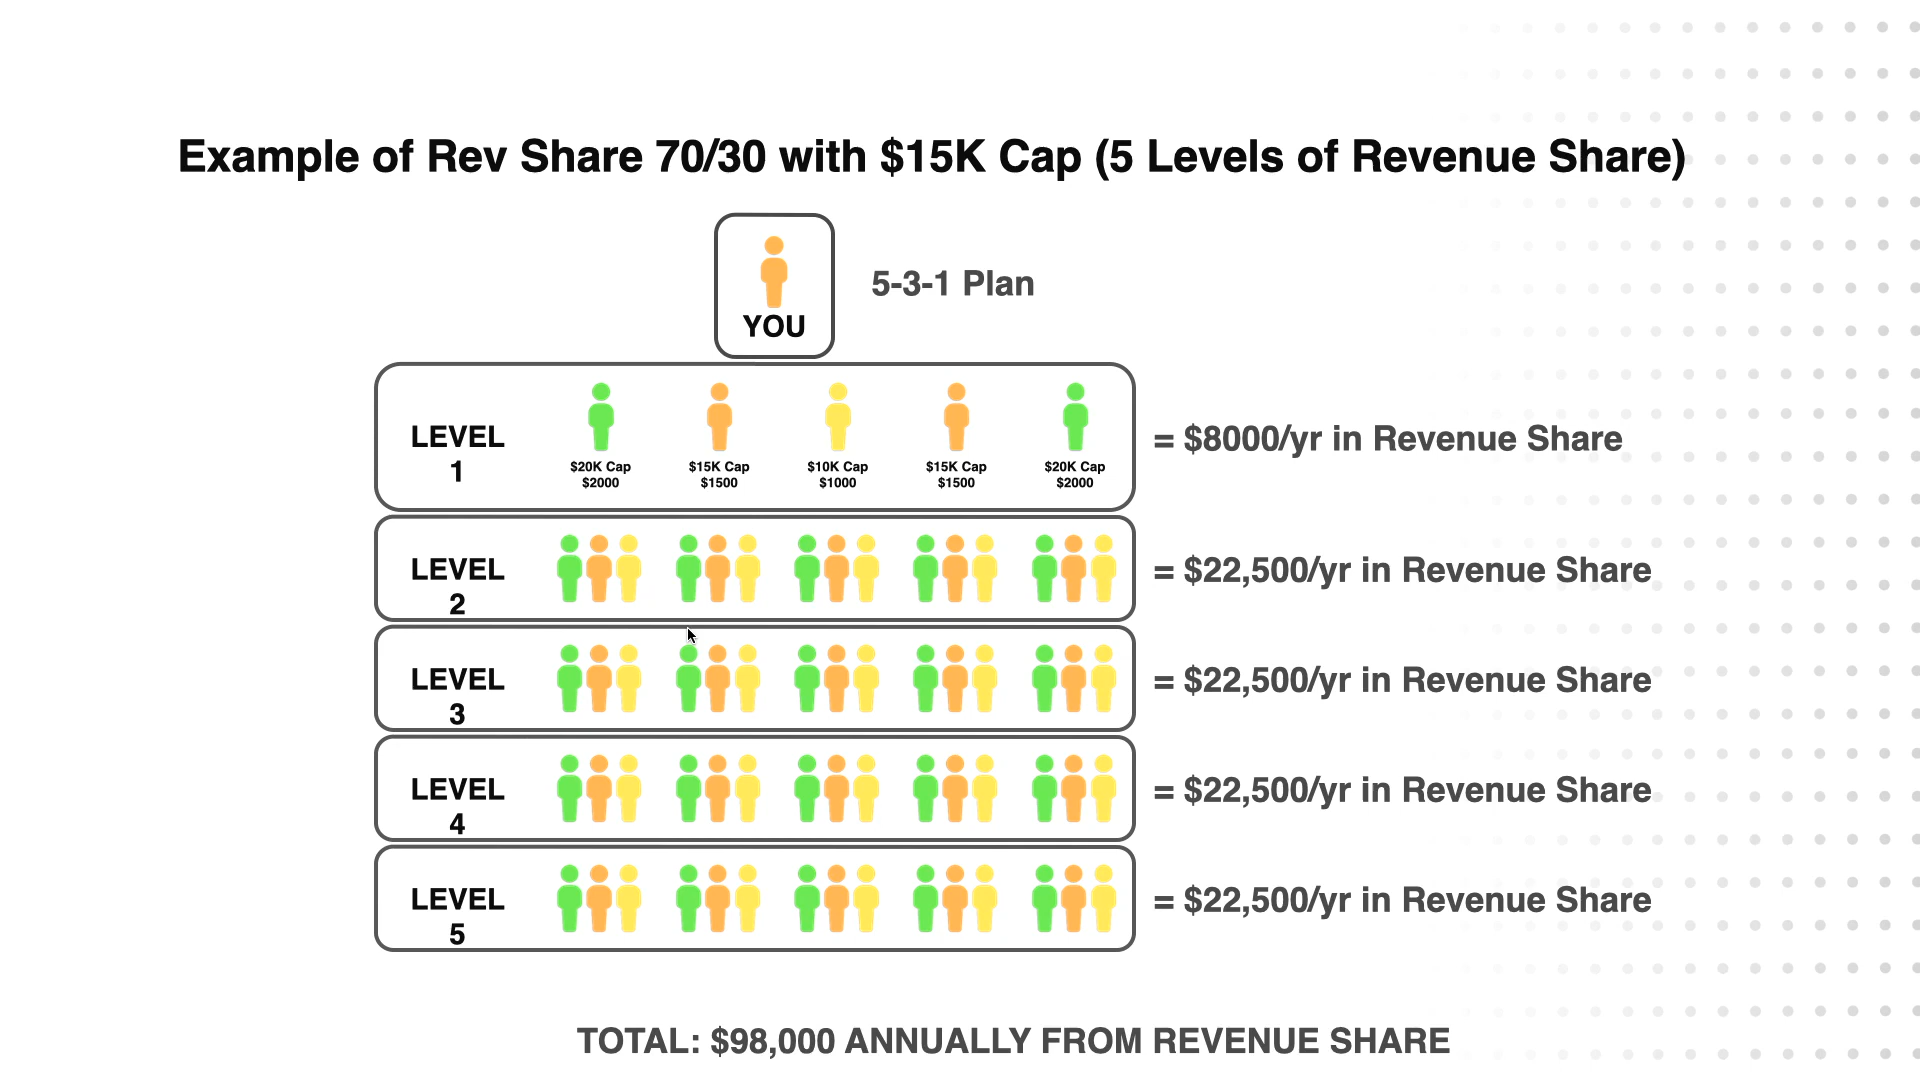 Example of Rev Share 70/30 with $15K Cap (5 Levels of Revenue Share)
YOU
5-3-1 Plan
LEVEL
1
$20K Cap
$2000
$15K Cap
$1500
$10K Cap
$1000
$15K Cap
$1500
$20K Cap
$2000
= $8000/yr in Revenue Share
LEVEL
2
= $22,500/yr in Revenue Share
LEVEL
3
= $22,500/yr in Revenue Share
LEVEL
4
= $22,500/yr in Revenue Share
LEVEL
5
= $22,500/yr in Revenue Share
TOTAL: $98,000 ANNUALLY FROM REVENUE SHARE